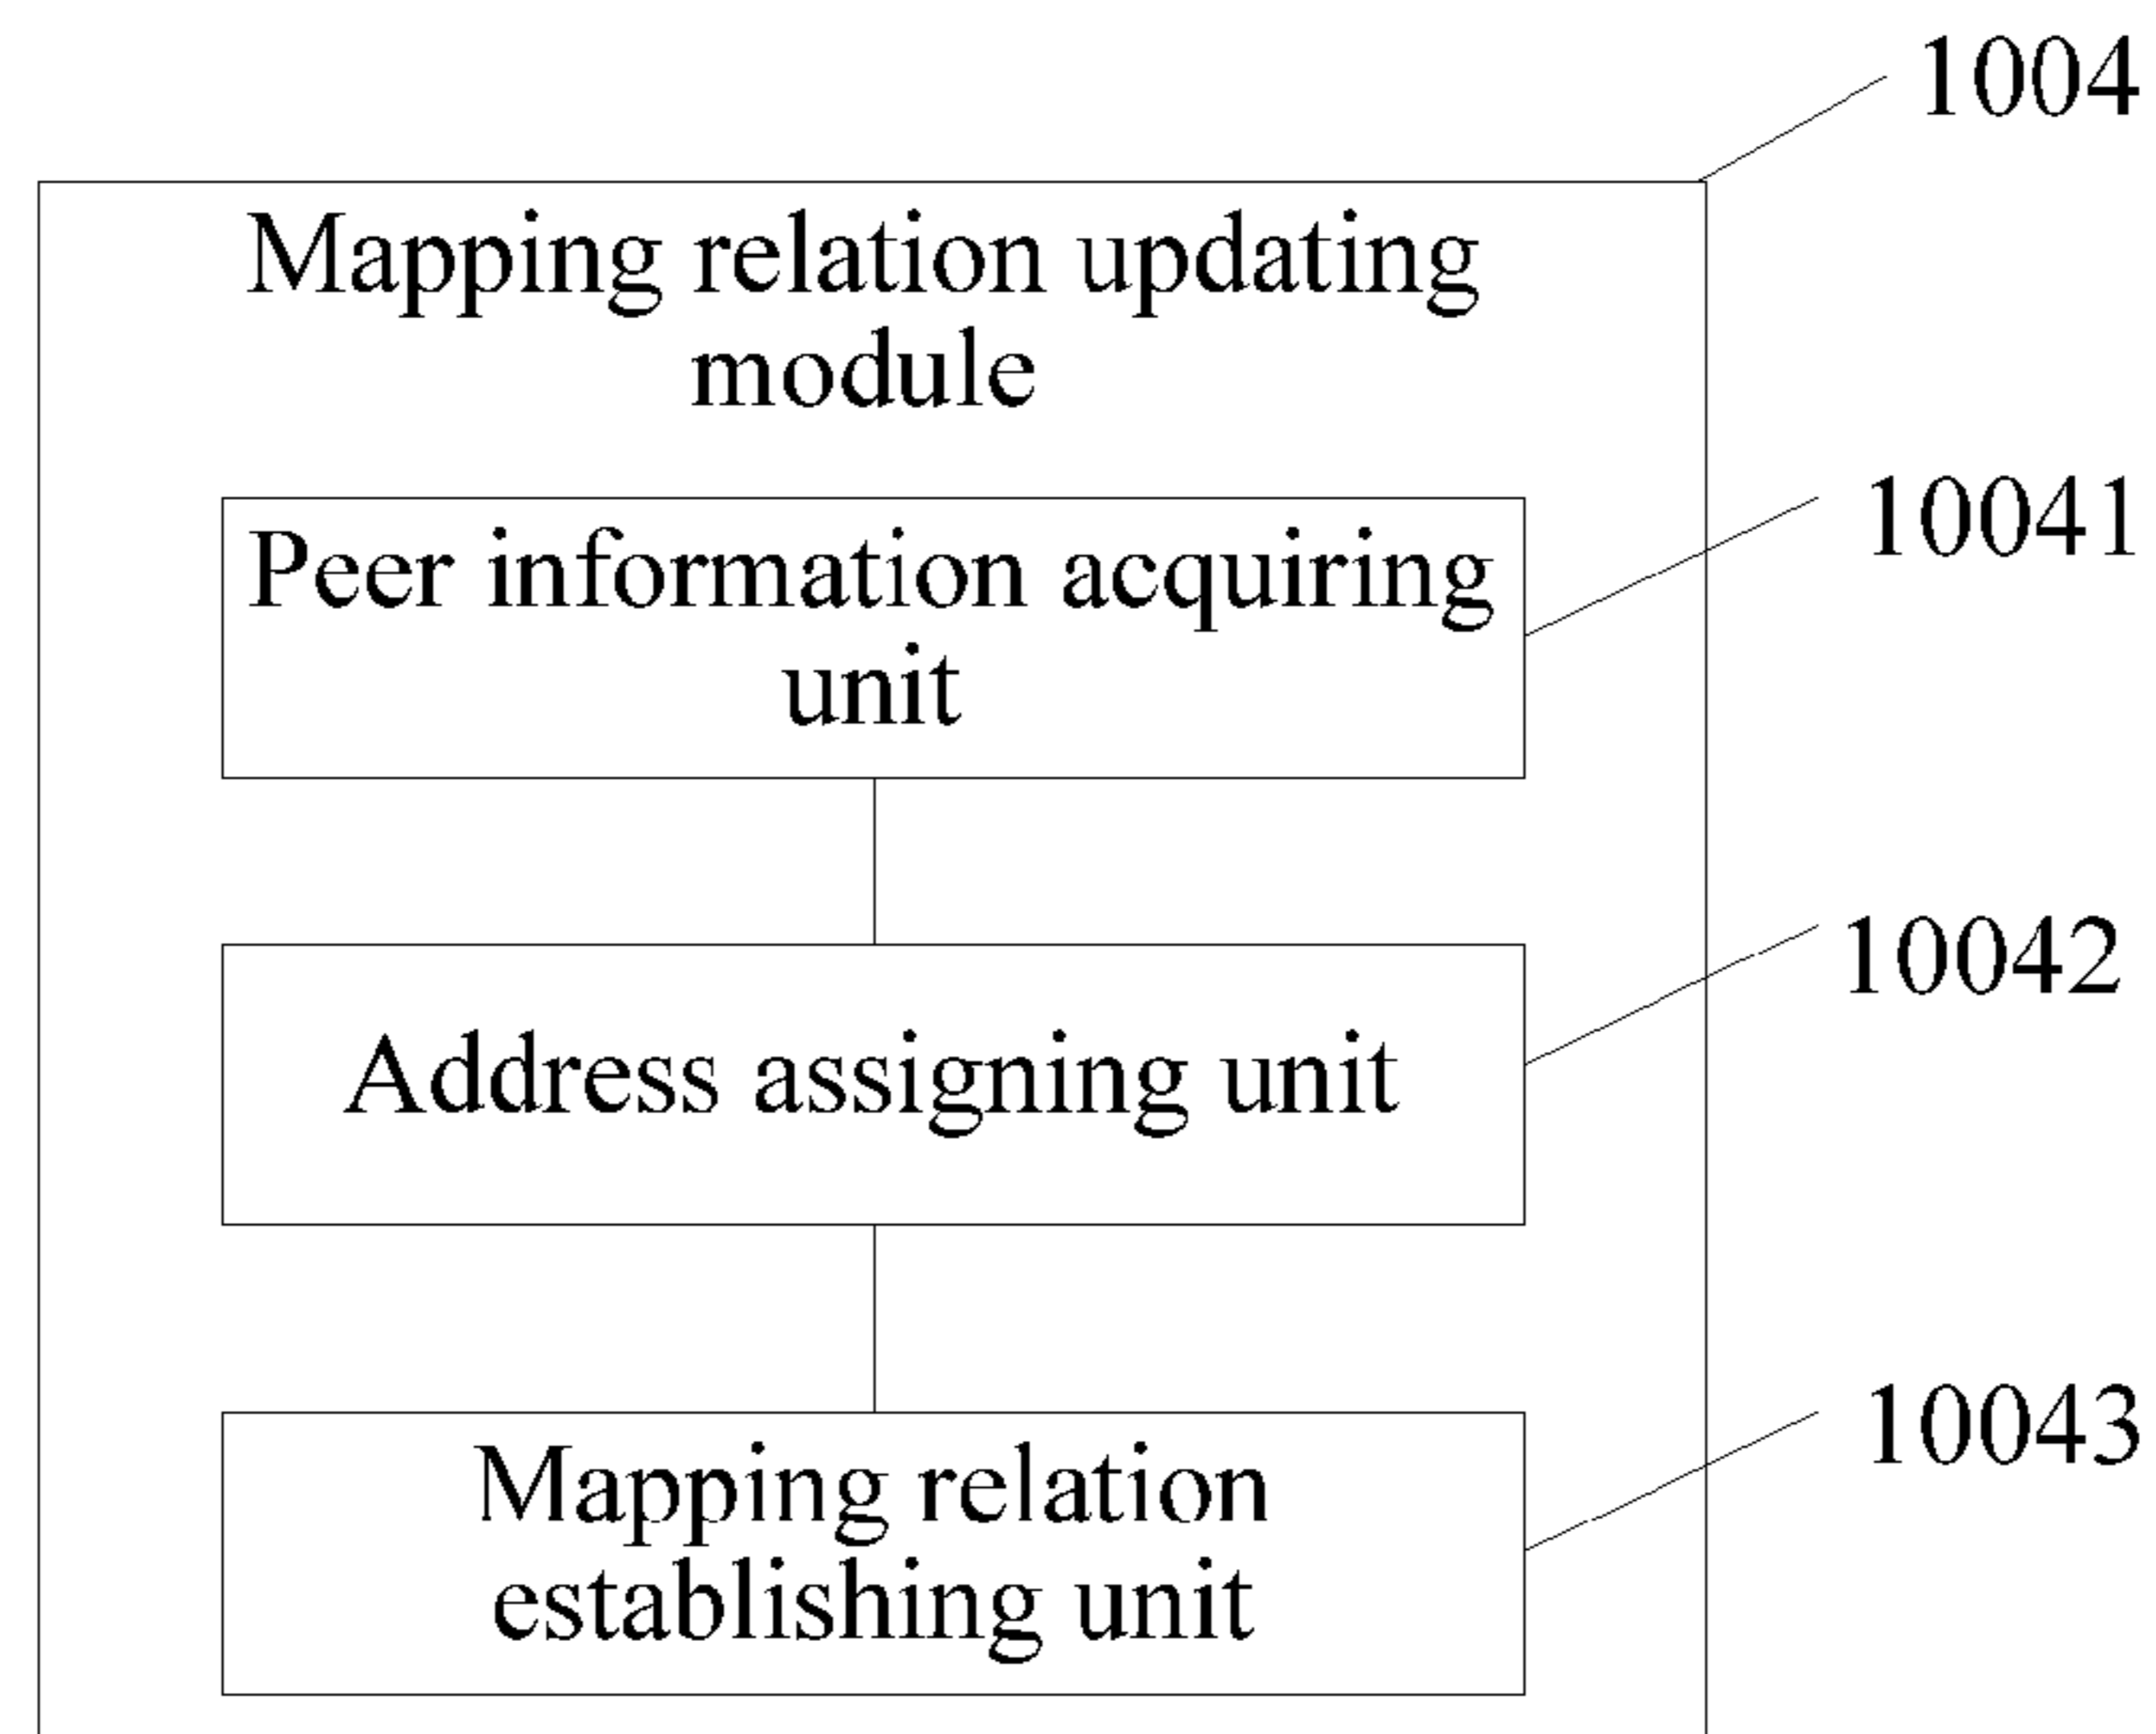 1004
Mapping relation updating
module
10041
Peer information acquiring
unit
10042
Address assigning unit
10043
Mapping relation
establishing unit